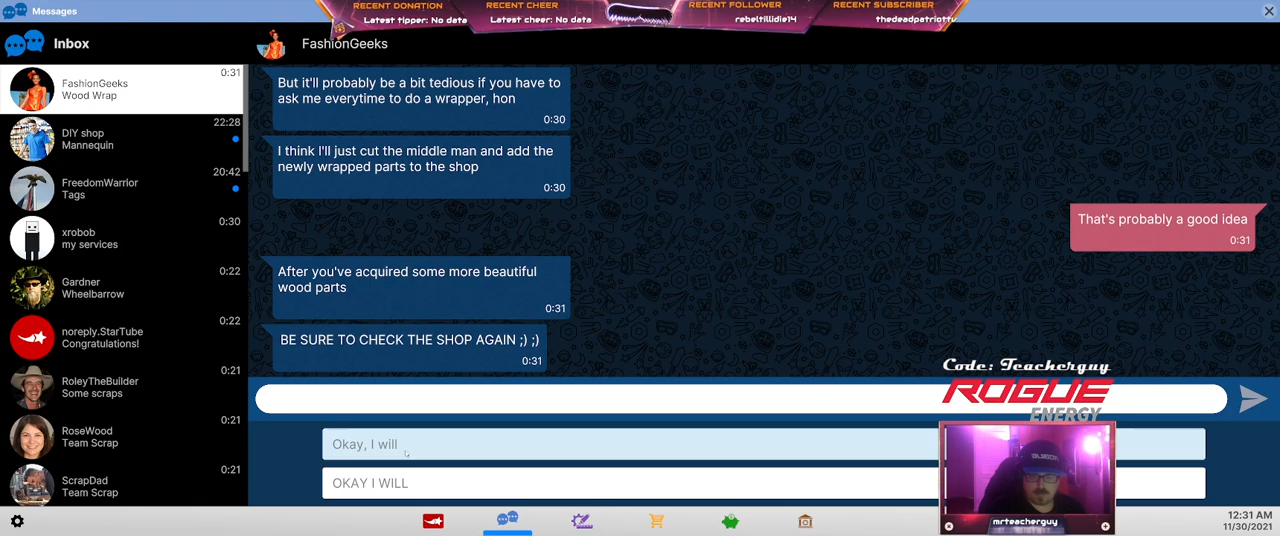 Messages
RECENT DONATION
Latest tipper: No data
RECENT CHEER
Latest cheer: No data
RECENT FOLLOWER
rebeltillidie14
RECENT SUBSCRIBER
Inbox
FashionGeeks
FashionGeeks
Wood Wrap
0:31
DIY shop
Mannequin
22:28
FreedomWarrior
Tags
20:42
xrobob
my services
0:30
Gardner
Wheelbarrow
0:22
noreply.StarTube
Congratulations!
0:22
RoleyTheBuilder
Some scraps
0:21
RoseWood
Team Scrap
0:21
ScrapDad
Team Scrap
0:21
But it'll probably be a bit tedious if you have to
ask me everytime to do a wrapper, hon
0:30
I think I'll just cut the middle man and add the
newly wrapped parts to the shop
0:30
That's probably a good idea
0:31
After you've acquired some more beautiful
wood parts
0:31
BE SURE TO CHECK THE SHOP AGAIN ;) ;)
0:31
Code: Teacherguy
ROGUE
ENERGY
Okay, I will
OKAY I WILL
mrteacherguy
12:31 AM
11/30/2021